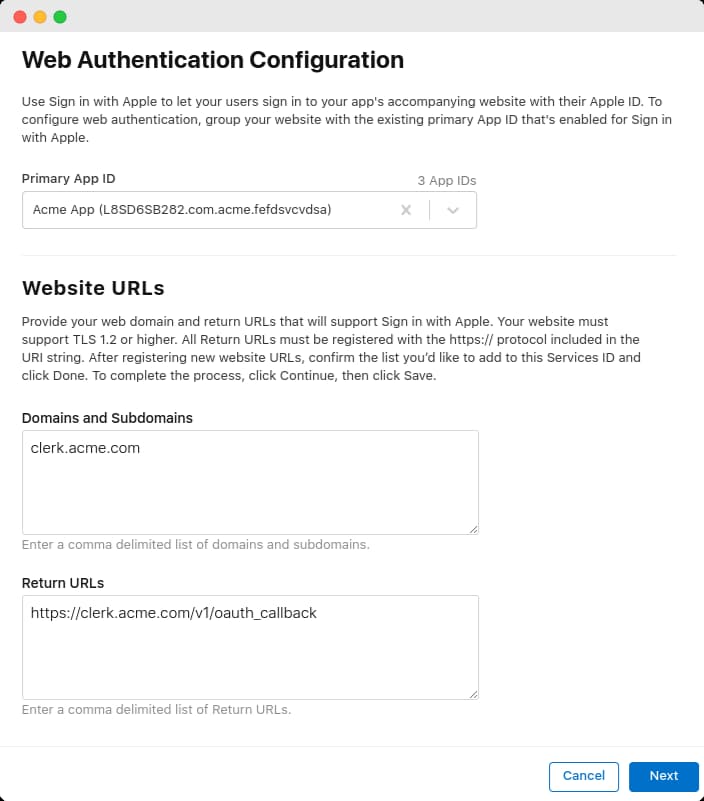 Web Authentication Configuration
Use Sign in with Apple to let your users sign in to your app's accompanying website with their Apple ID. To
configure web authentication, group your website with the existing primary App ID that's enabled for Sign in
with Apple.
Primary App ID
3 App IDs
Acme App (L8SD6SB282.com.acme.fefdsvcvdsa)
Website URLs
Provide your web domain and return URLs that will support Sign in with Apple. Your website must
support TLS 1.2 or higher. All Return URLs must be registered with the https:// protocol included in the
URI string. After registering new website URLs, confirm the list you’d like to add to this Services ID and
click Done. To complete the process, click Continue, then click Save.
Domains and Subdomains
clerk.acme.com
Enter a comma delimited list of domains and subdomains.
Return URLs
https://clerk.acme.com/v1/oauth_callback
Enter a comma delimited list of Return URLs.
Cancel
Next